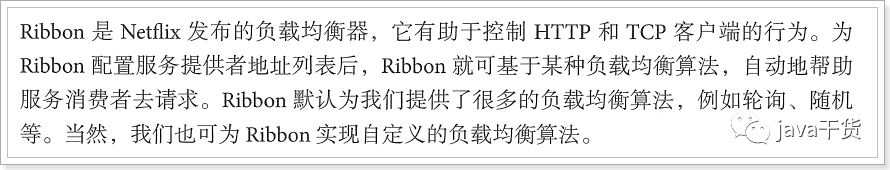 Ribbon 是 Netflix 发布的负载均衡器，它有助于控制 HTTP 和 TCP 客户端的行为。为
Ribbon 配置服务提供者地址列表后，Ribbon 就可基于某种负载均衡算法，自动地帮助
服务消费者去请求。Ribbon 默认为我们提供了很多的负载均衡算法，例如轮询、随机
等。当然，我们也可为 Ribbon 实现自定义的负载均衡算法。
java干货